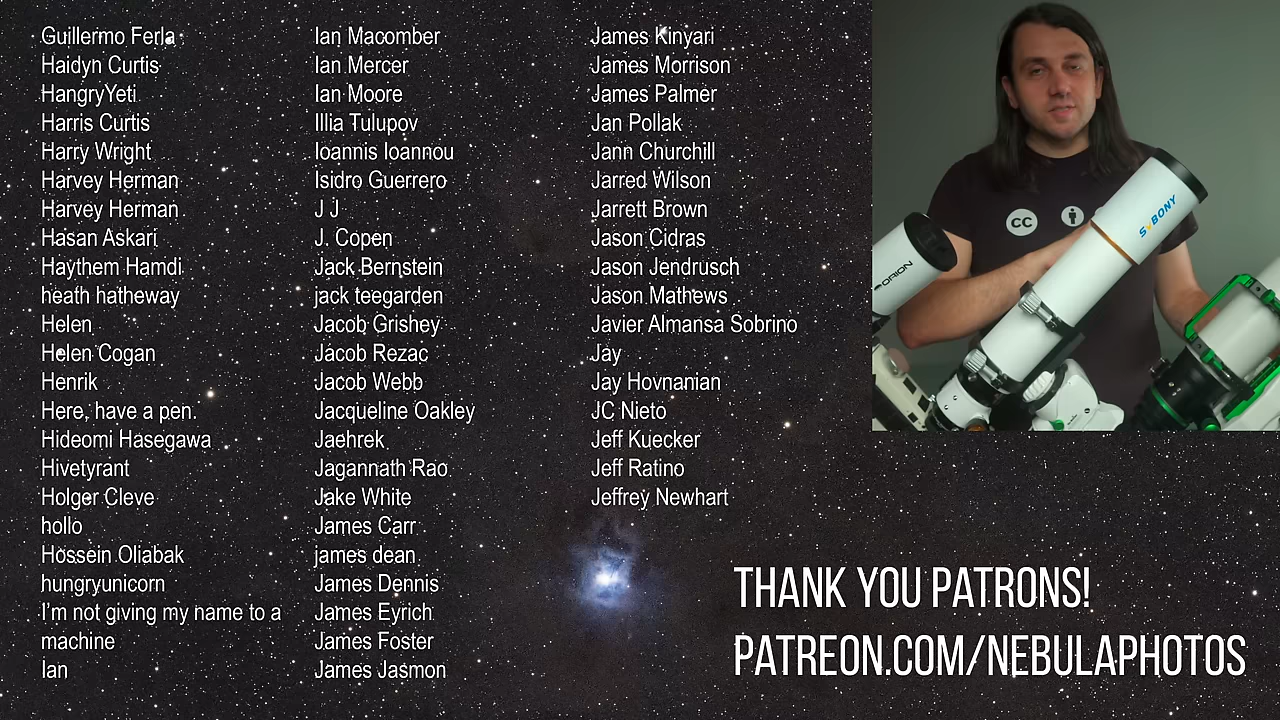 Guillermo Ferla
Haidyn Curtis
HangryYeti
Harris Curtis
Harry Wright
Harvey Herman
Harvey Herman
Hasan Askari
Haythem Hamdi
heath hatheway
Helen
Helen Cogan
Henrik
Here, have a pen.
Hideomi Hasegawa
Hivetyrant
Holger Cleve
hollo
Hossein Oliabak
hungryunicorn
I'm not giving my name to a
machine
Ian
Ian Macomber
Ian Mercer
Ian Moore
Illia Tulupov
Ioannis Ioannou
Isidro Guerrero
J J
J. Copen
Jack Bernstein
jack teegarden
Jacob Grishey
Jacob Rezac
Jacob Webb
Jacqueline Oakley
Jaehrek
Jagannath Rao
Jake White
James Carr
james dean
James Dennis
James Eyrich
James Foster
James Jasmon
James Kinyari
James Morrison
James Palmer
Jan Pollak
Jann Churchill
Jarred Wilson
Jarrett Brown
Jason Cidras
Jason Jendrusch
Jason Mathews
Javier Almansa Sobrino
Jay
Jay Hovnanian
JC Nieto
Jeff Kuecker
Jeff Ratino
Jeffrey Newhart
CC
SVBONY
ORION
THANK YOU PATRONS!
PATREON.COM/NEBULAPHOTOS